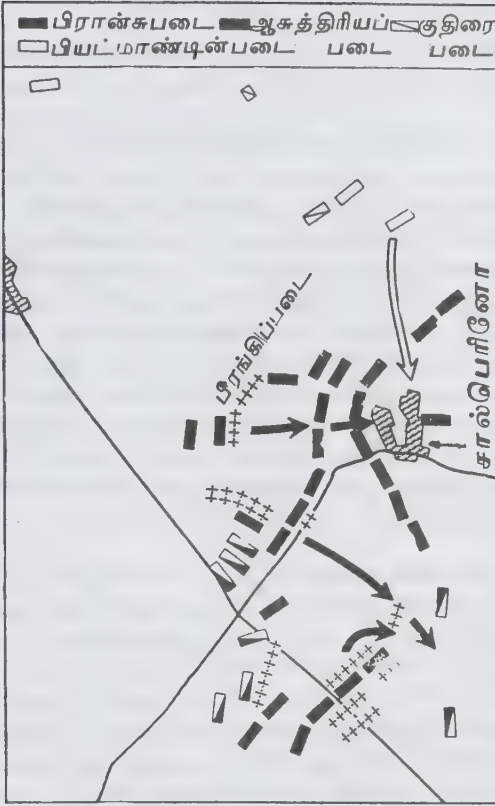 பிரான்சுபடை ஆசுத்திரியப் குதிரை
பியட்மாண்டின்படை படை படை
பீரங்கிப்படை
சால்பெரினோ